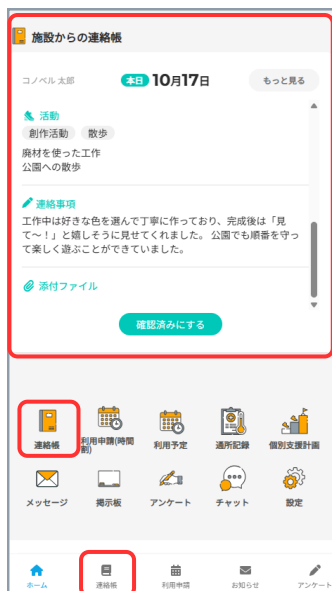 施設からの連絡帳
コノベル 太郎
本日 10月17日
もっと見る
活動
創作活動 散歩
廃材を使った工作
公園への散歩
連絡事項
工作中は好きな色を選んで丁寧に作っており、完成後は「見
て〜！」と嬉しそうに見せてくれました。 公園でも順番を守っ
て楽しく遊ぶことができていました。
添付ファイル
確認済みにする
連絡帳
利用申請(時間
割)
利用予定
通所記録
個別支援計画
メッセージ
掲示板
アンケート
チャット
設定
ホーム
連絡帳
利用申請
お知らせ
アンケート